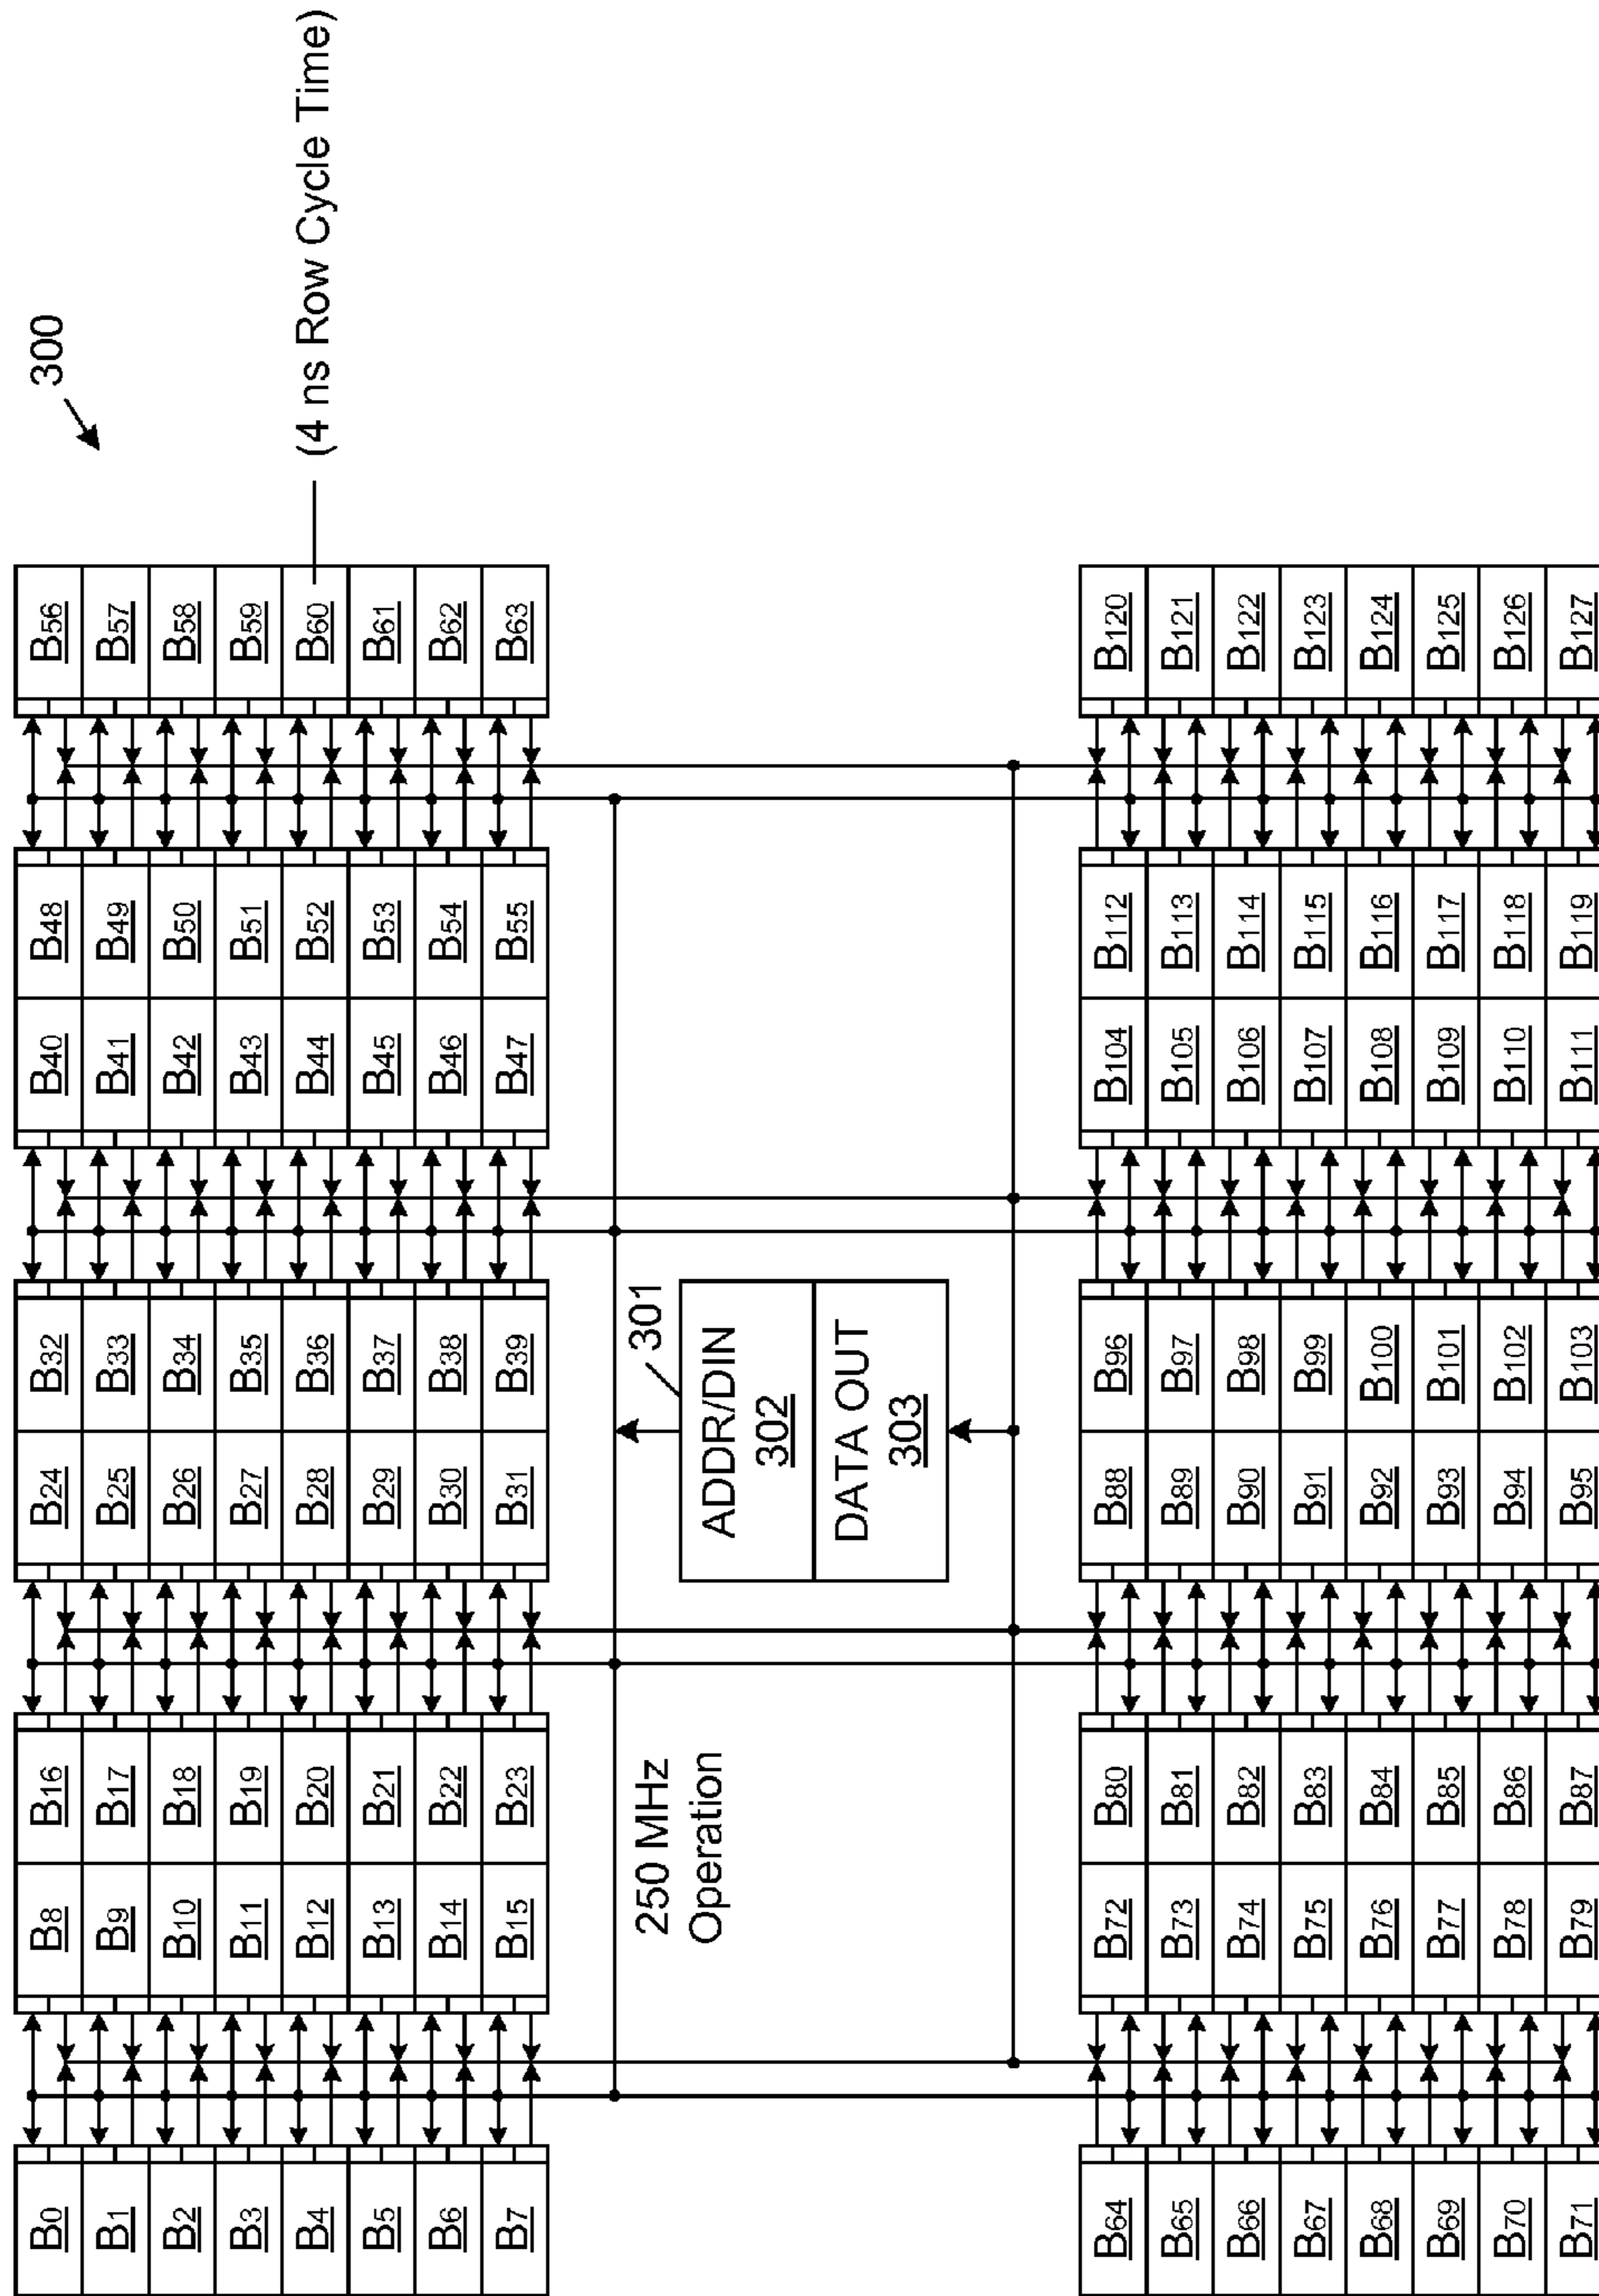 300
(4 ns Row Cycle Time)
B0 B8 B16 B24 B32 B40 B48 B56
B1 B9 B17 B25 B33 B41 B49 B57
B2 B10 B18 B26 B34 B42 B50 B58
B3 B11 B19 B27 B35 B43 B51 B59
B4 B12 B20 B28 B36 B44 B52 B60
B5 B13 B21 B29 B37 B45 B53 B61
B6 B14 B22 B30 B38 B46 B54 B62
B7 B15 B23 B31 B39 B47 B55 B63
250 MHz
Operation
301
ADDR/DIN
302
DATA OUT
303
B64 B72 B80 B88 B96 B104 B112 B120
B65 B73 B81 B89 B97 B105 B113 B121
B66 B74 B82 B90 B98 B106 B114 B122
B67 B75 B83 B91 B99 B107 B115 B123
B68 B76 B84 B92 B100 B108 B116 B124
B69 B77 B85 B93 B101 B109 B117 B125
B70 B78 B86 B94 B102 B110 B118 B126
B71 B79 B87 B95 B103 B111 B119 B127